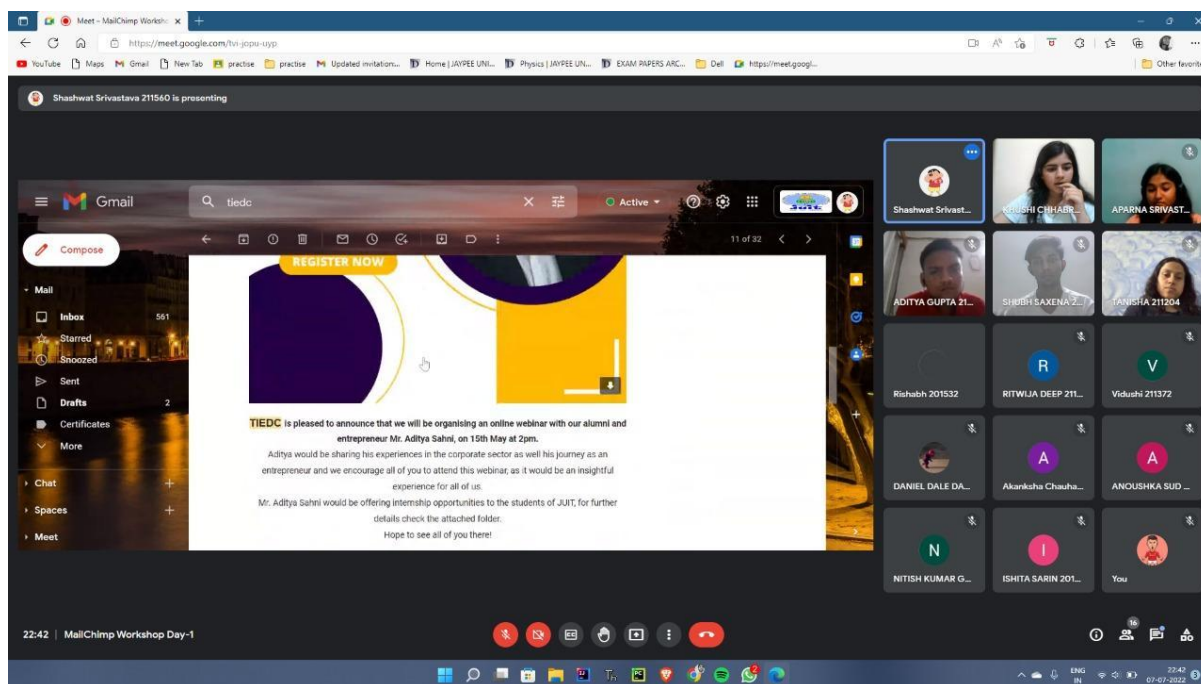 Meet – MailChimp Worksho
https://meet.google.com/tvi-jopu-uyp
YouTube Maps Gmail New Tab practise practise Updated invitation... Home | JAYPEE UNI... Physics | JAYPEE UN... EXAM PAPERS ARC... Dell https://meet.googl... Other favorite
Shashwat Srivastava 211560 is presenting
Gmail
tiedc
Active
Compose
11 of 32
Mail
Inbox 561
Starred
Snoozed
Sent
Drafts 2
Certificates
More
Chat
Spaces
Meet
REGISTER NOW
TIEDC is pleased to announce that we will be organising an online webinar with our alumni and
entrepreneur Mr. Aditya Sahni, on 15th May at 2pm.
Aditya would be sharing his experiences in the corporate sector as well his journey as an
entrepreneur and we encourage all of you to attend this webinar, as it would be an insightful
experience for all of us.
Mr. Aditya Sahni would be offering internship opportunities to the students of JUIT, for further
details check the attached folder.
Hope to see all of you there!
Shashwat Srivast...
KHUSHI CHHABR...
APARNA SRIVAST...
ADITYA GUPTA 21...
SHUBH SAXENA 2...
TANISHA 211204
Rishabh 201532
R
RITWIJA DEEP 211...
V
Vidushi 211372
DANIEL DALE DA...
A
Akanksha Chauha...
A
ANOUSHKA SUD ...
N
NITISH KUMAR G...
I
ISHITA SARIN 201...
You
22:42 | MailChimp Workshop Day-1
16
ENG
IN
22:42
07-07-2022